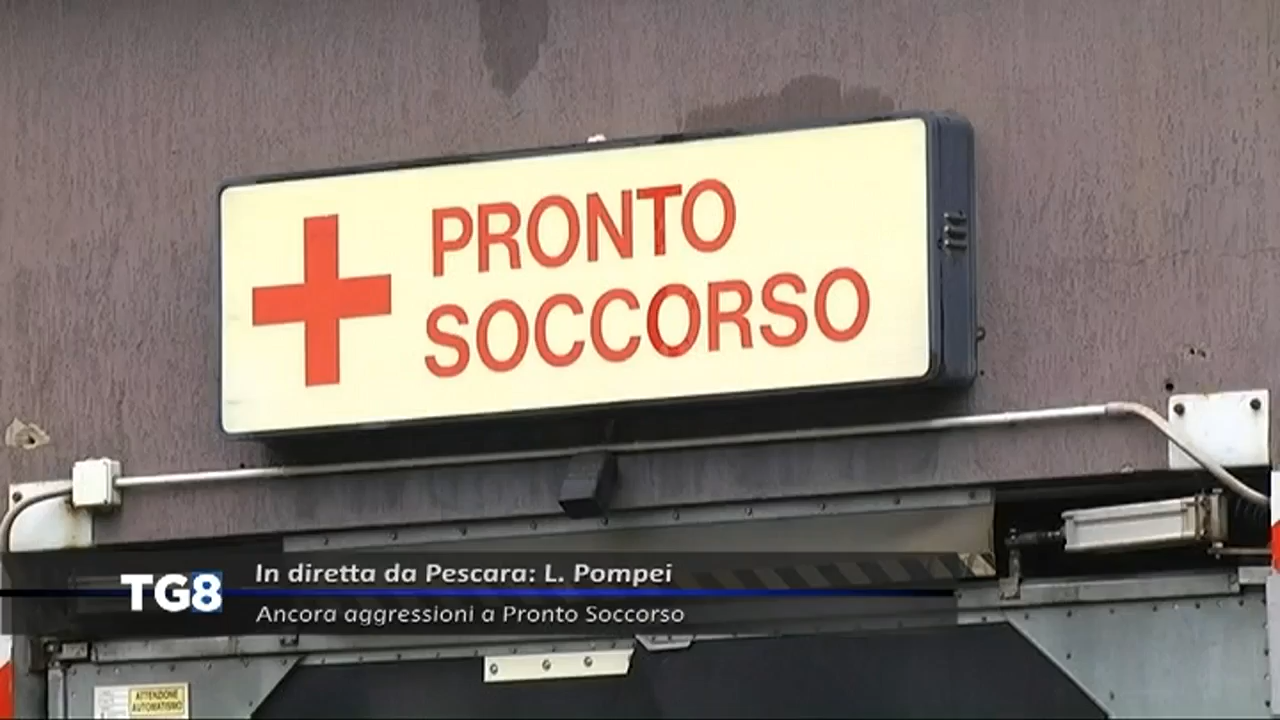 PRONTO
SOCCORSO
TG8
In diretta da Pescara: L. Pompei
Ancora aggressioni a Pronto Soccorso
ATTENZIONE
AUTOMATISMO